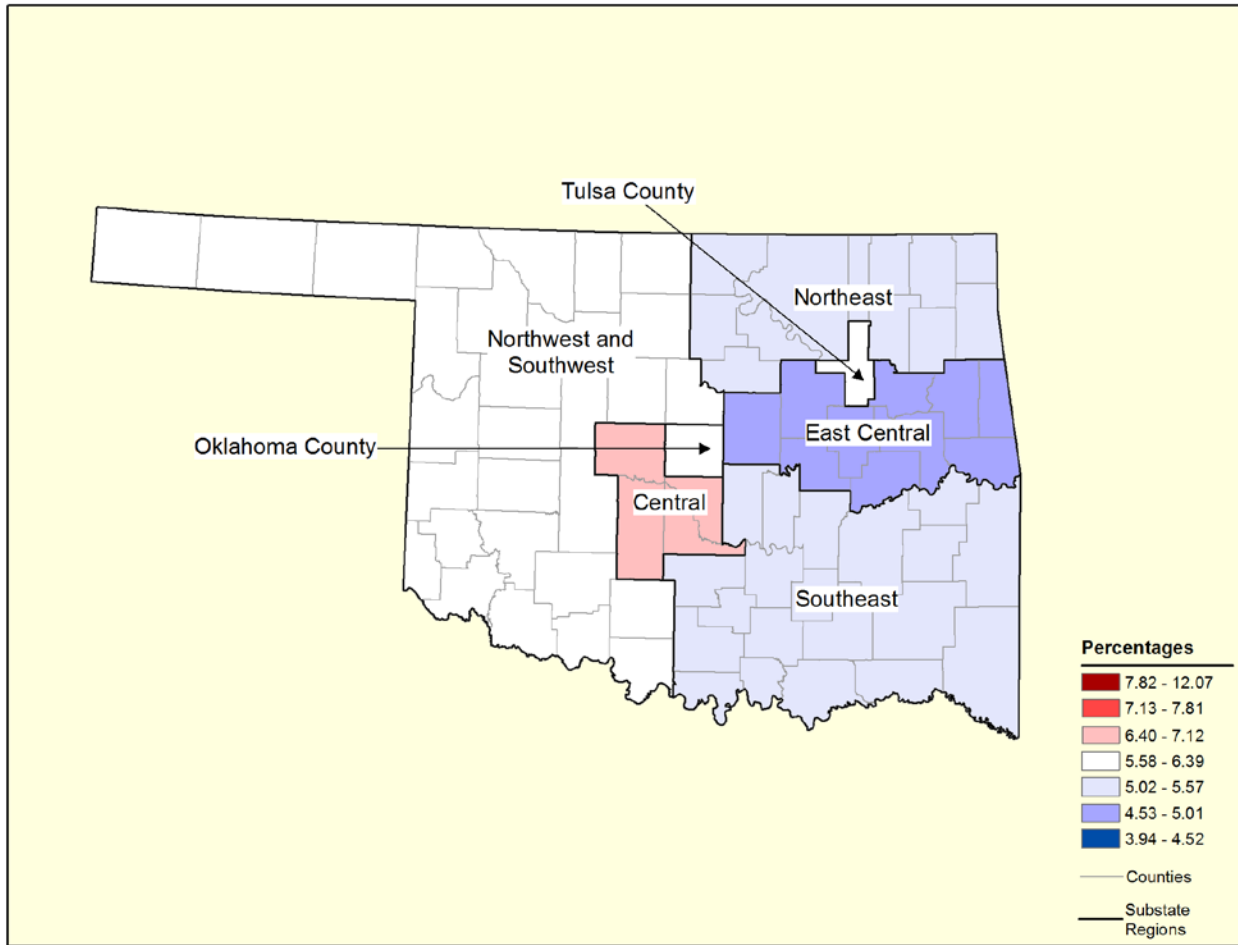 Tulsa County
Northeast
Northwest and
Southwest
Oklahoma County
East Central
Central
Southeast
Percentages
7.82 - 12.07
7.13 - 7.81
6.40 - 7.12
5.58 - 6.39
5.02 - 5.57
4.53 - 5.01
3.94 - 4.52
Counties
Substate
Regions